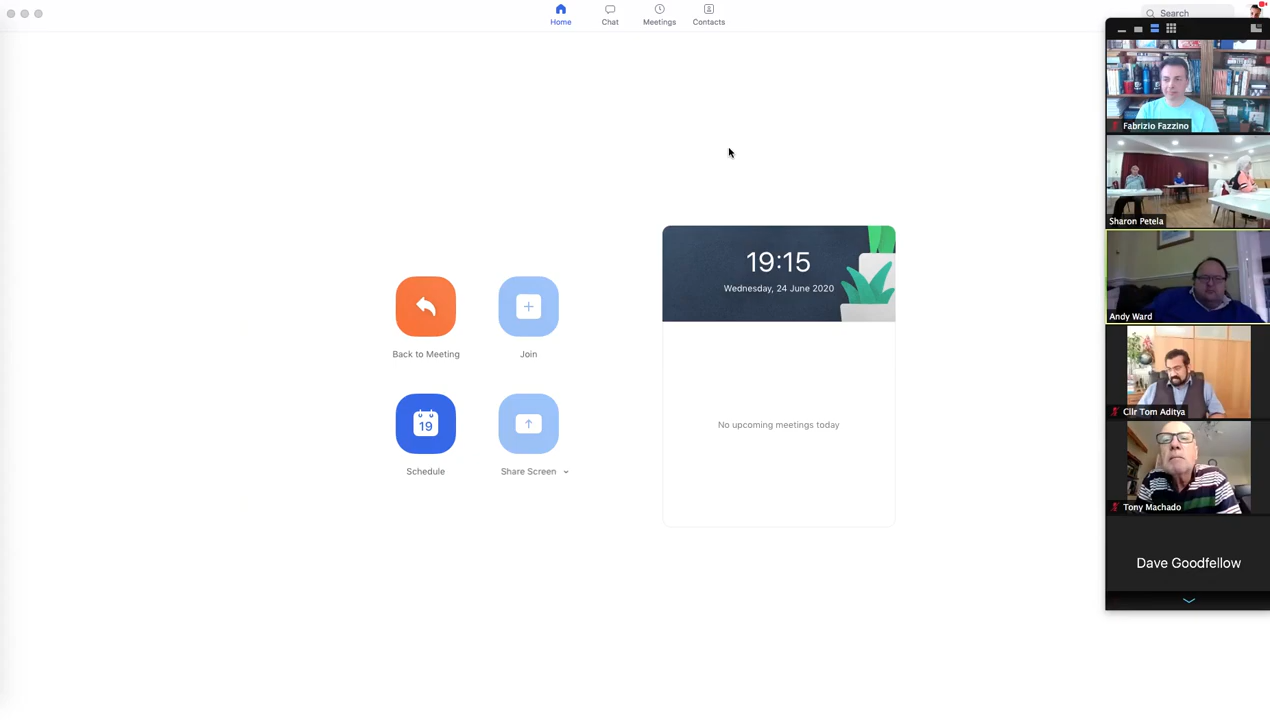 Home
Chat
Meetings
Contacts
Search
Fabrizio Fazzino
Sharon Petela
19:15
Wednesday, 24 June 2020
Andy Ward
Back to Meeting
Join
Cllr Tom Aditya
19
No upcoming meetings today
Schedule
Share Screen
Tony Machado
Dave Goodfellow